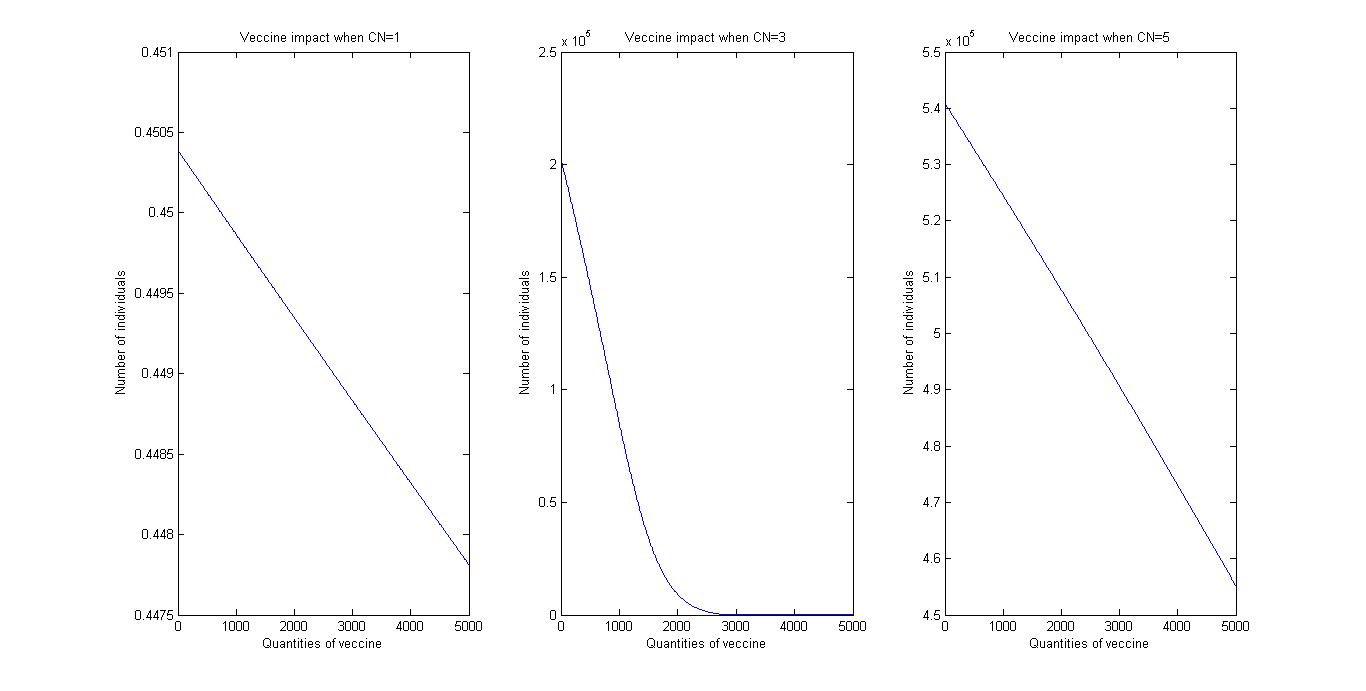 Veccine impact when CN=1
0.451
0.4505
0.45
0.4495
0.449
0.4485
0.448
0.4475
0 1000 2000 3000 4000 5000
Number of individuals
Quantities of veccine
Veccine impact when CN=3
x 10^5
2.5
2
1.5
1
0.5
0
0 1000 2000 3000 4000 5000
Number of individuals
Quantities of veccine
Veccine impact when CN=5
x 10^5
5.5
5.4
5.3
5.2
5.1
5
4.9
4.8
4.7
4.6
4.5
0 1000 2000 3000 4000 5000
Number of individuals
Quantities of veccine